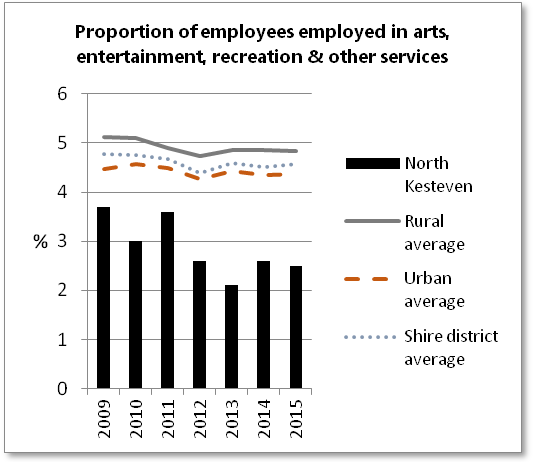 Proportion of employees employed in arts,
entertainment, recreation & other services
6
5
4
3
2
1
0
%
2009
2010
2011
2012
2013
2014
2015
North
Kesteven
Rural
average
Urban
average
Shire district
average